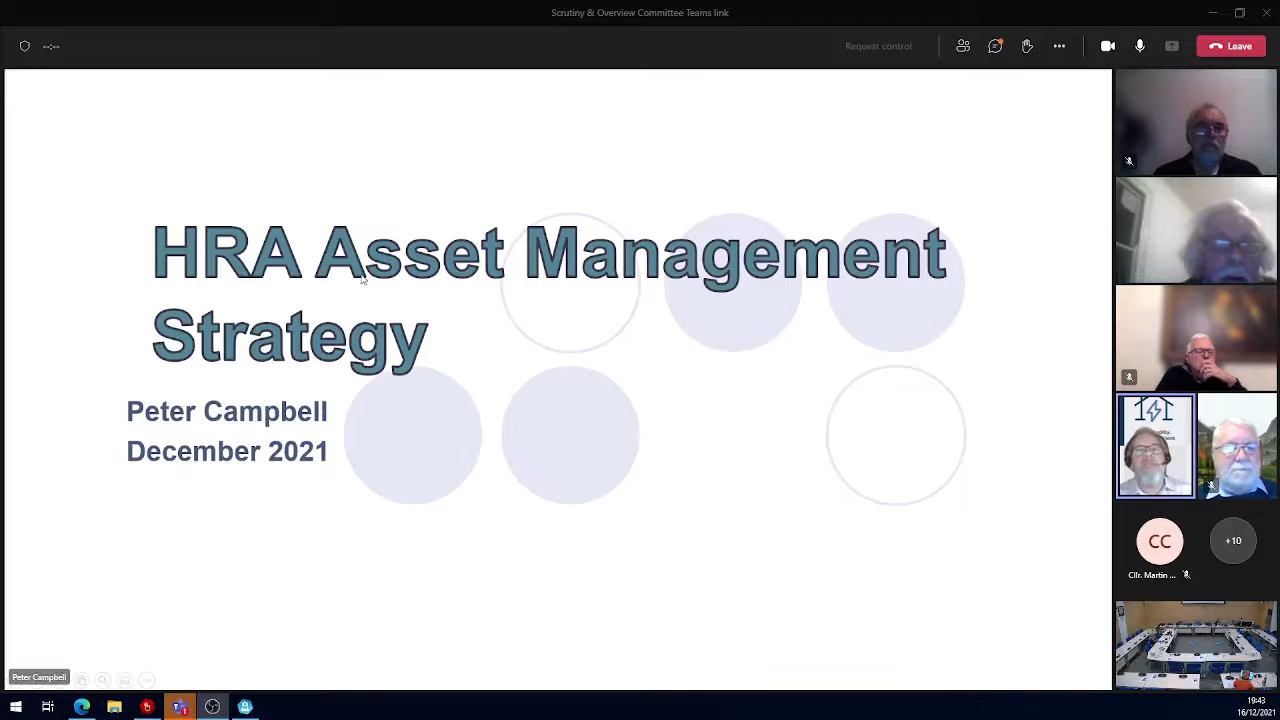 Scrutiny & Overview Committee Teams link
--:--
Request control
Leave
HRA Asset Management
Strategy
Peter Campbell
December 2021
CC
+10
Cllr. Martin ...
Peter Campbell
19:43
16/12/2021